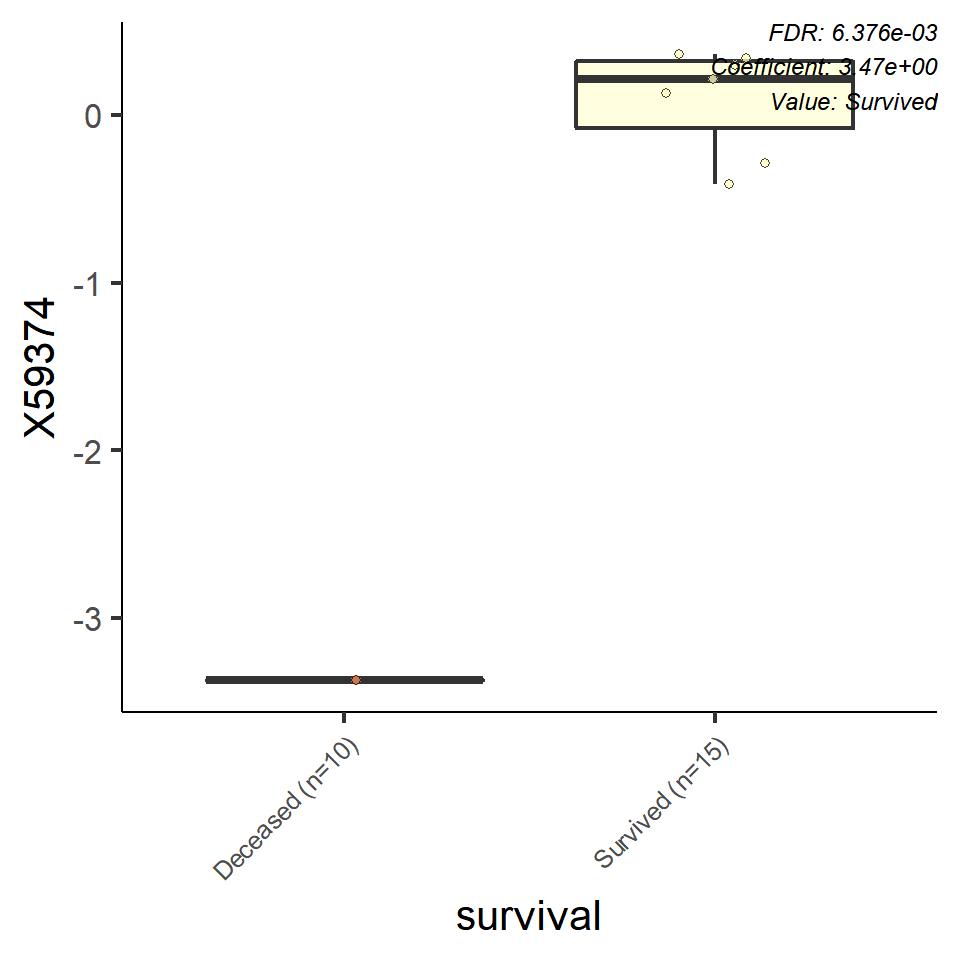 FDR: 6.376e-03
Coefficient: 3.47e+00
Value: Survived
0
-1
-2
-3
X59374
Deceased (n=10)
Survived (n=15)
survival